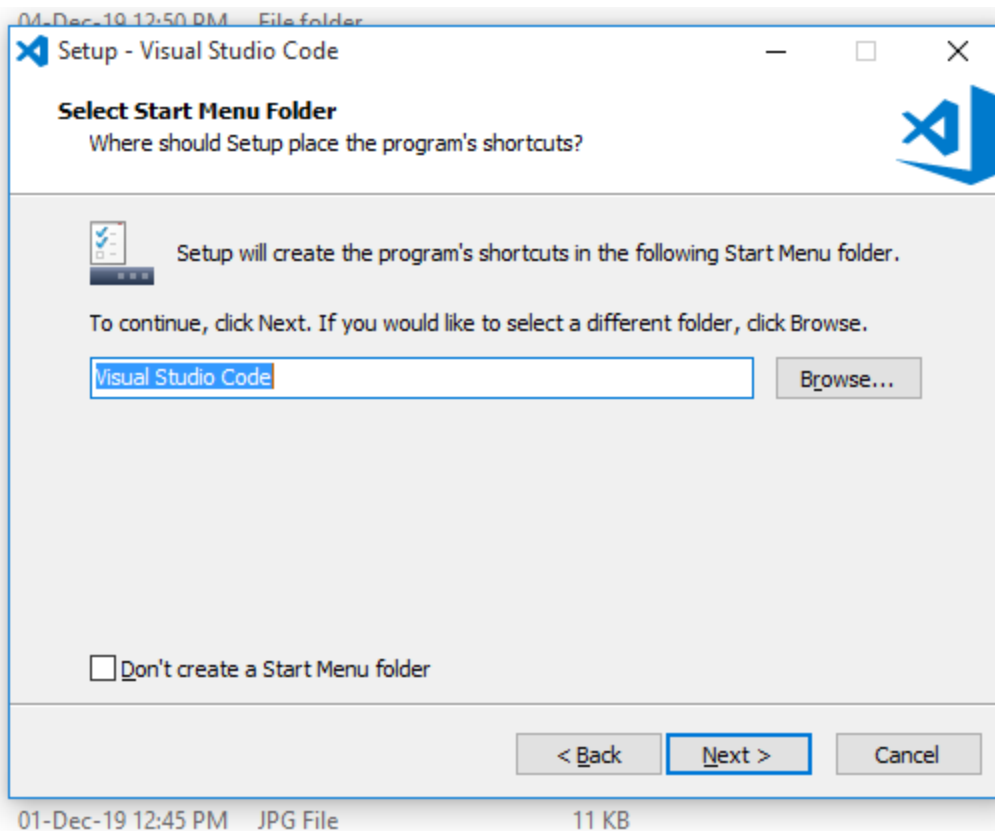 04-Dec-19 12:50 PM File folder
Setup - Visual Studio Code
Select Start Menu Folder
Where should Setup place the program's shortcuts?
Setup will create the program's shortcuts in the following Start Menu folder.
To continue, click Next. If you would like to select a different folder, click Browse.
Visual Studio Code
Browse...
Don't create a Start Menu folder
< Back Next > Cancel
01-Dec-19 12:45 PM JPG File 11 KB